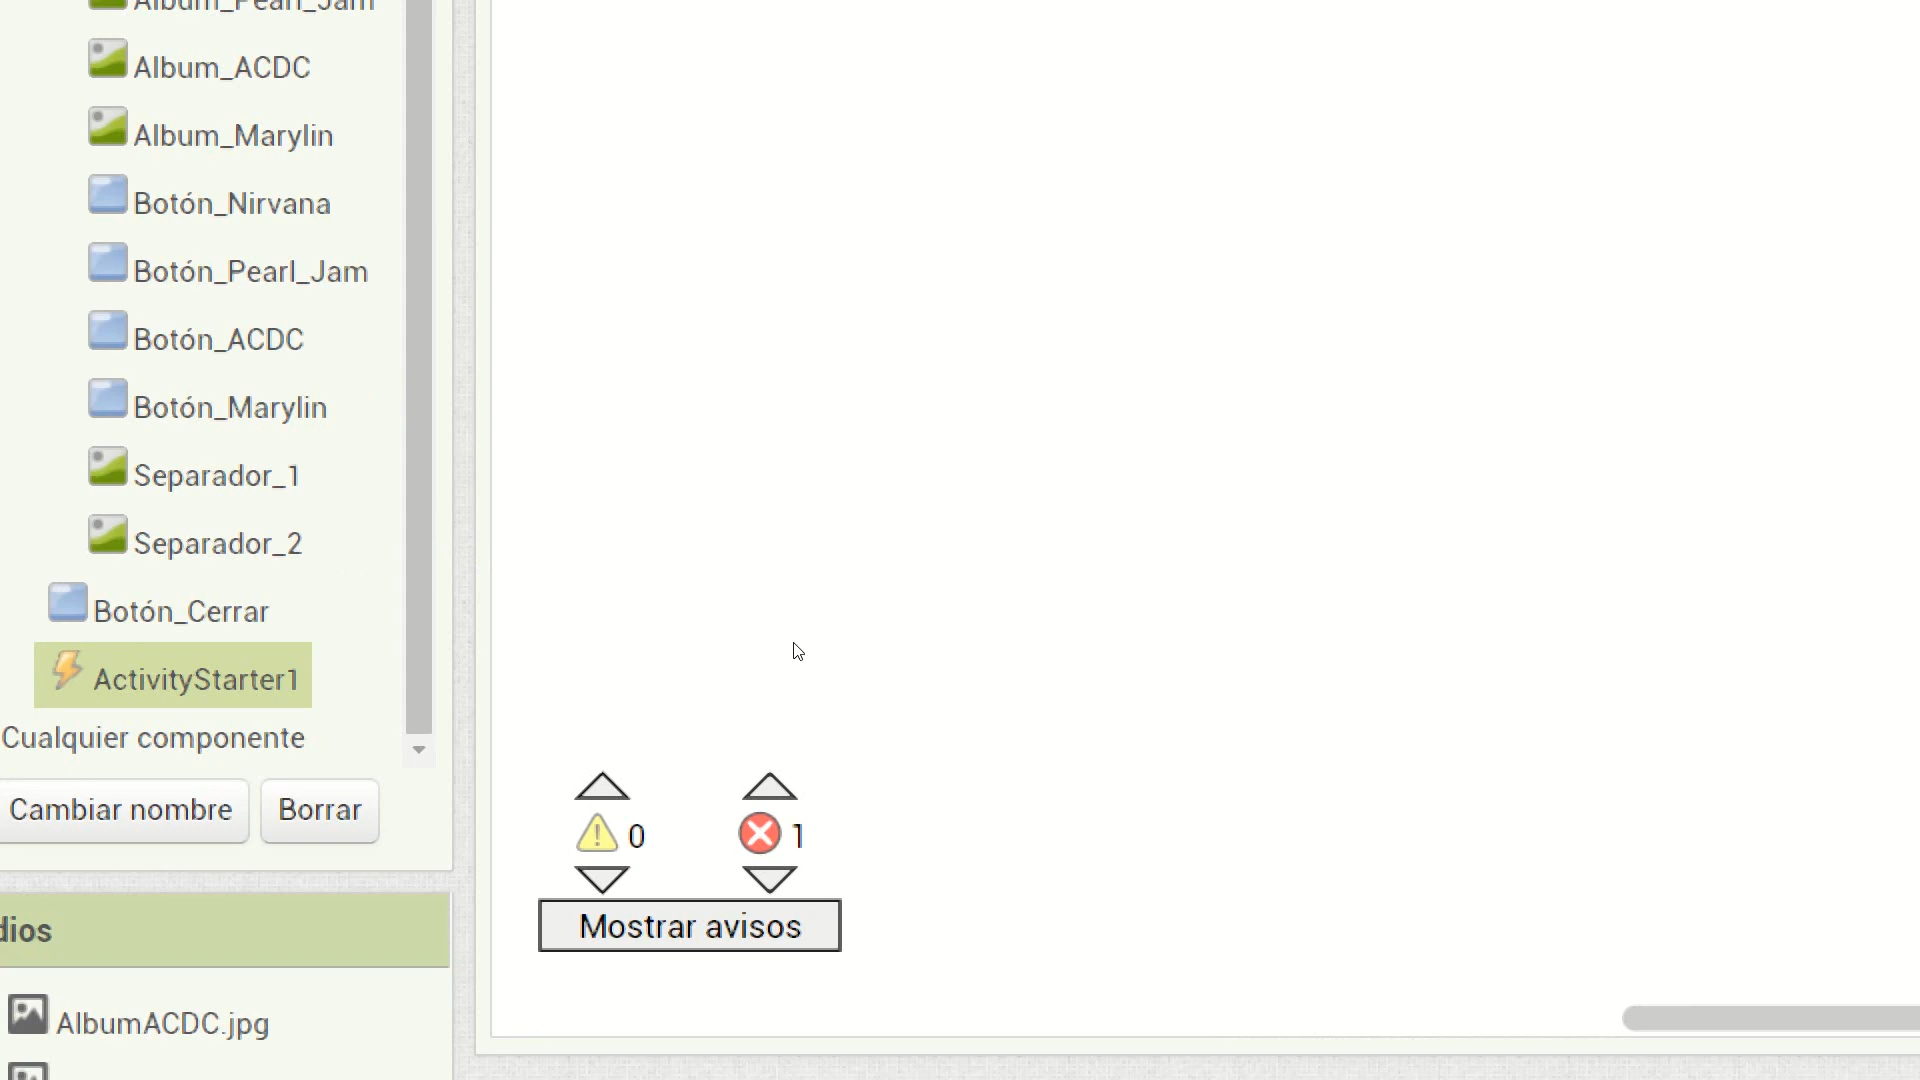 Album_Pearl_Jam
Album_ACDC
Album_Marylin
Botón_Nirvana
Botón_Pearl_Jam
Botón_ACDC
Botón_Marylin
Separador_1
Separador_2
Botón_Cerrar
ActivityStarter1
Cualquier componente
Cambiar nombre Borrar
0 1
Mostrar avisos
dios
AlbumACDC.jpg